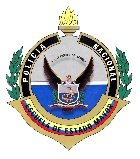 POLICIA NACIONAL
ESCUELA DE ESTADO MAYOR